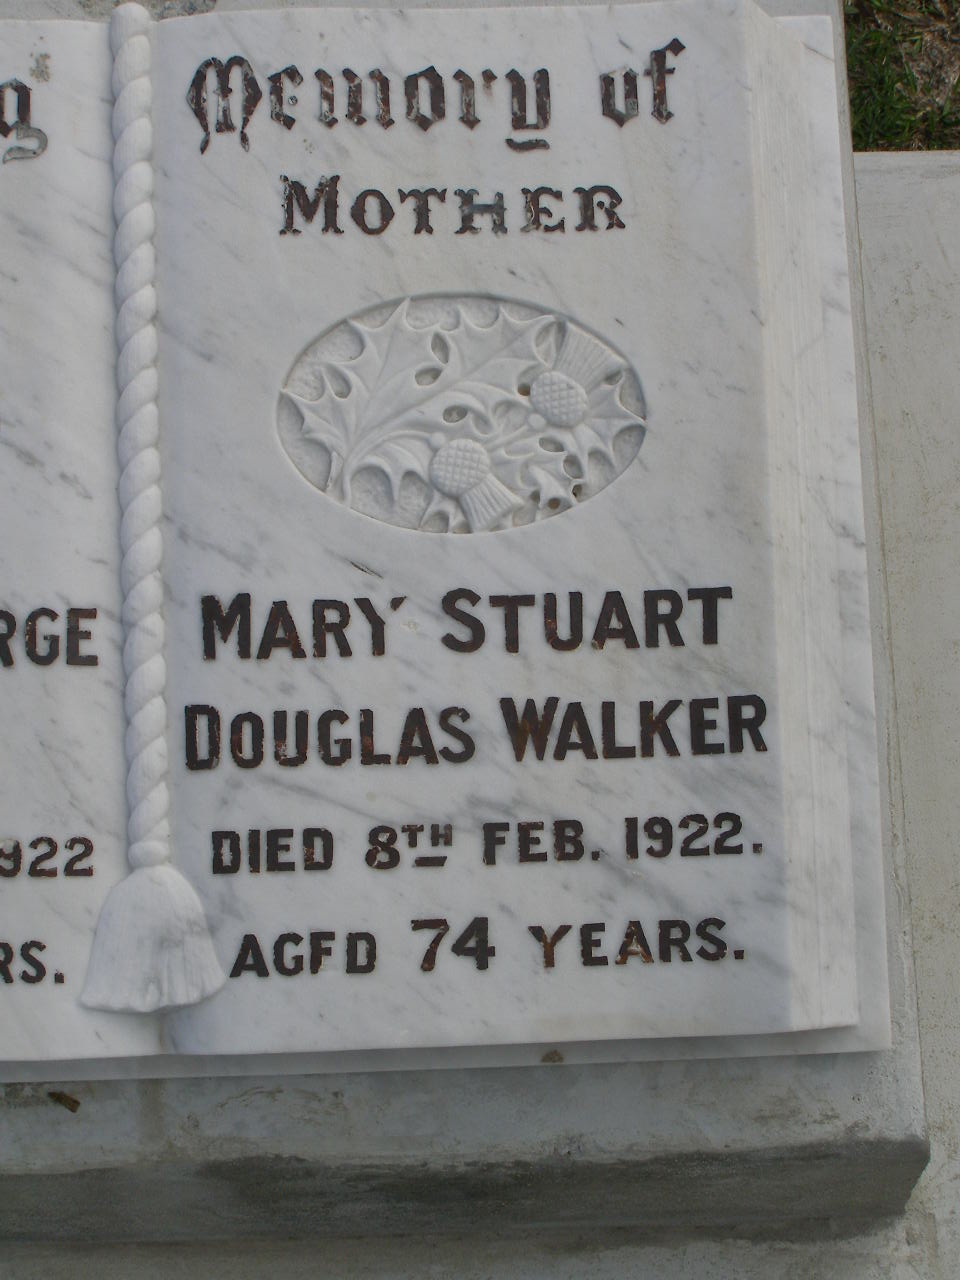 g
RGE
922
RS.
Memory of
MOTHER
MARY STUART
DOUGLAS WALKER
DIED 8TH FEB. 1922.
AGFD 74 YEARS.